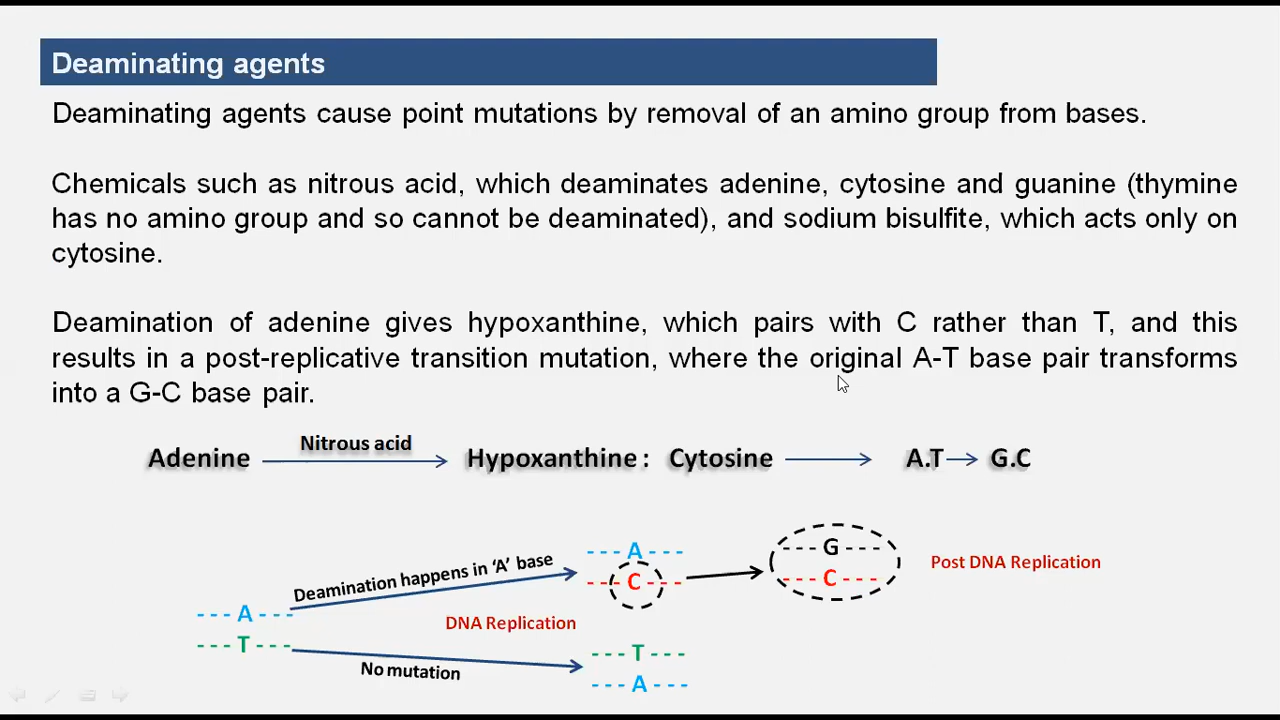 Deaminating agents
Deaminating agents cause point mutations by removal of an amino group from bases.
Chemicals such as nitrous acid, which deaminates adenine, cytosine and guanine (thymine
has no amino group and so cannot be deaminated), and sodium bisulfite, which acts only on
cytosine.
Deamination of adenine gives hypoxanthine, which pairs with C rather than T, and this
results in a post-replicative transition mutation, where the original A-T base pair transforms
into a G-C base pair.
Adenine Nitrous acid Hypoxanthine : Cytosine A.T G.C
Deamination happens in ‘A’ base
- - - A - - -
- - - C - - -
- - - G - - -
- - - C - - -
Post DNA Replication
- - - A - - -
- - - T - - -
DNA Replication
No mutation
- - - T - - -
- - - A - - -